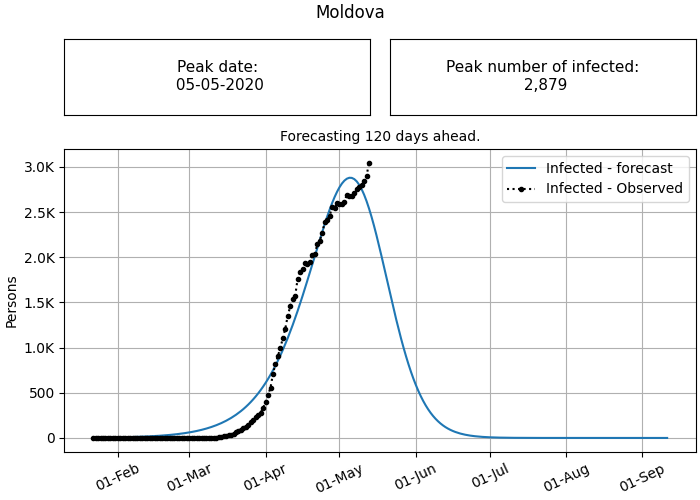 Moldova
Peak date:
05-05-2020
Peak number of infected:
2,879
Forecasting 120 days ahead.
Infected - forecast
Infected - Observed
Persons
3.0K
2.5K
2.0K
1.5K
1.0K
500
0
01-Feb
01-Mar
01-Apr
01-May
01-Jun
01-Jul
01-Aug
01-Sep